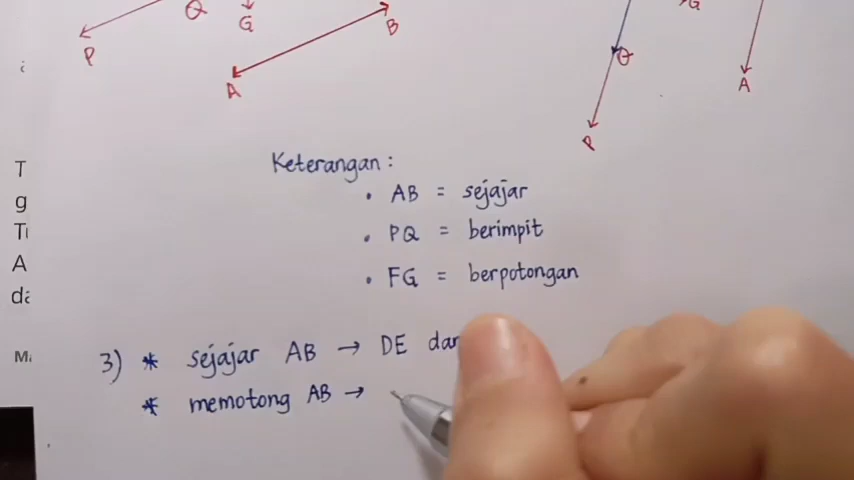 Q
G
P
B
A
G
Q
A
P
Keterangan :
• AB = sejajar
• PQ = berimpit
• FG = berpotongan
3) * sejajar AB → DE dan
* memotong AB →
T
g
A